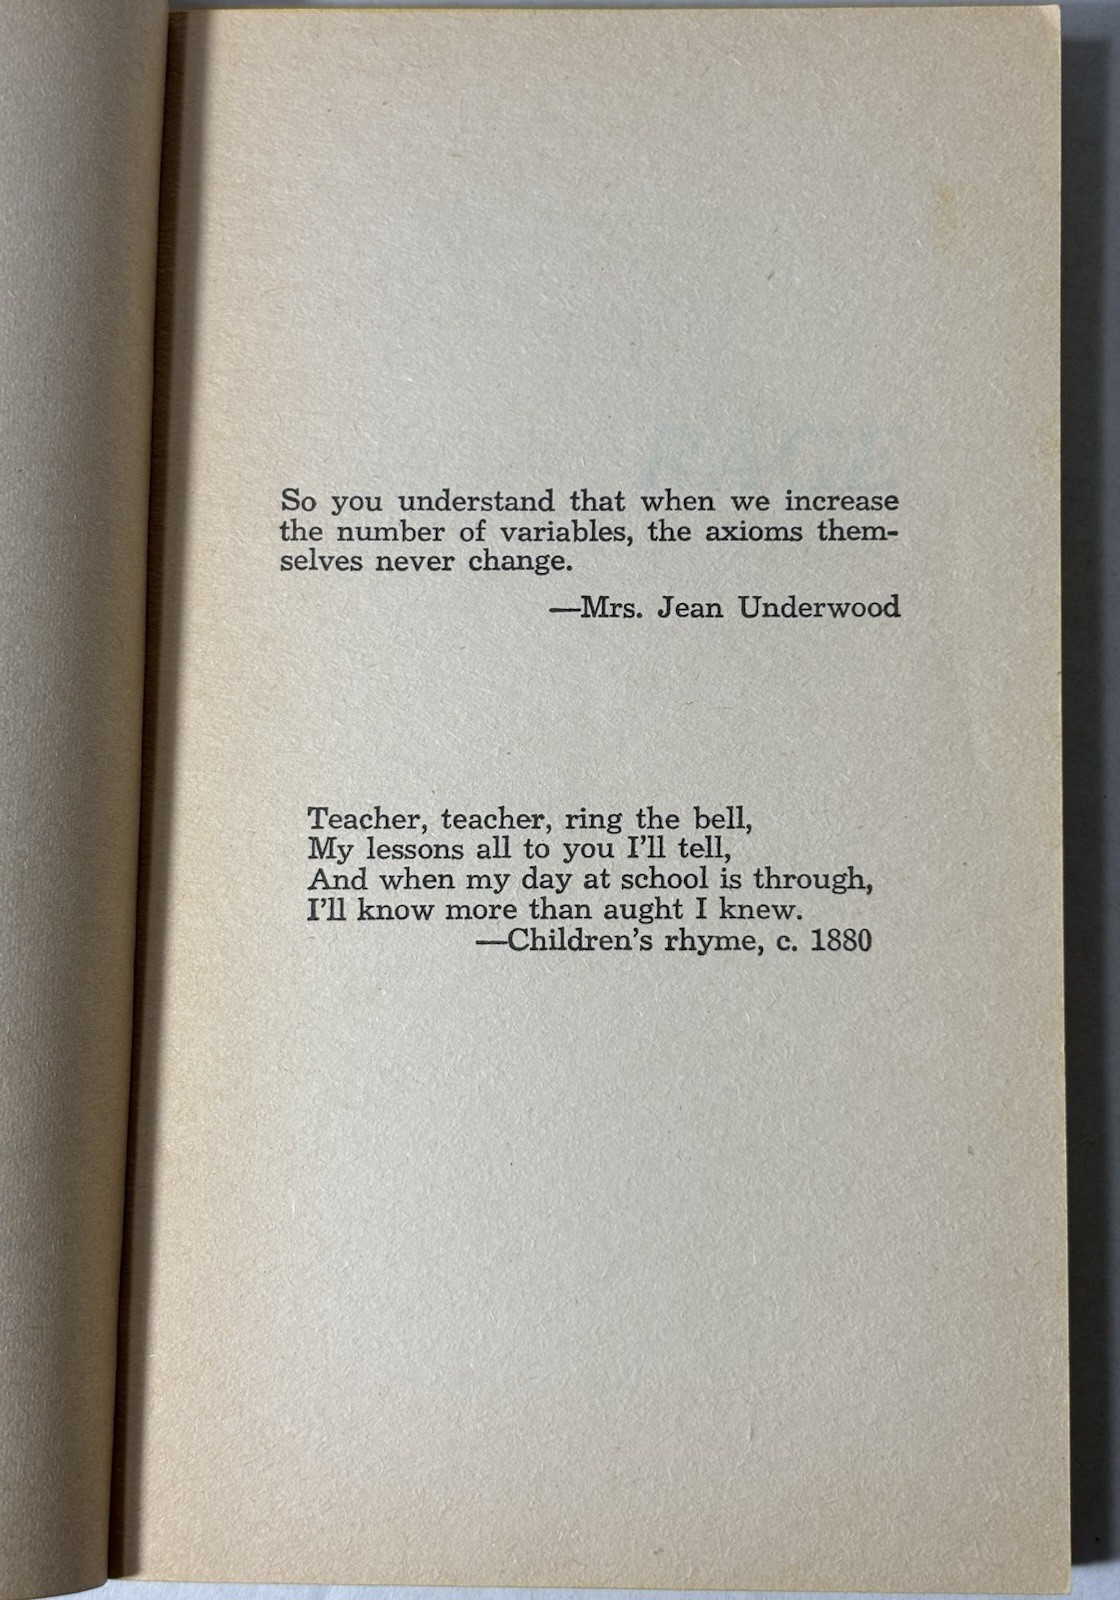 So you understand that when we increase
the number of variables, the axioms them-
selves never change.
—Mrs. Jean Underwood
Teacher, teacher, ring the bell,
My lessons all to you I'll tell,
And when my day at school is through,
I'll know more than aught I knew.
—Children's rhyme, c. 1880